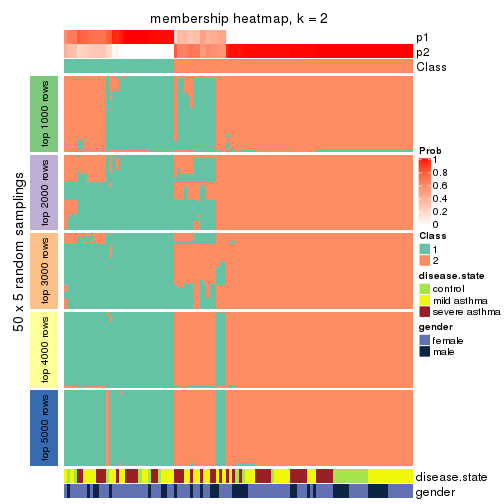 membership heatmap, k = 2
p1
p2
Class
50 x 5 random samplings
top 1000 rows
top 2000 rows
top 3000 rows
top 4000 rows
top 5000 rows
Prob
1
0.8
0.6
0.4
0.2
0
Class
1
2
disease.state
control
mild asthma
severe asthma
gender
female
male
disease.state
gender